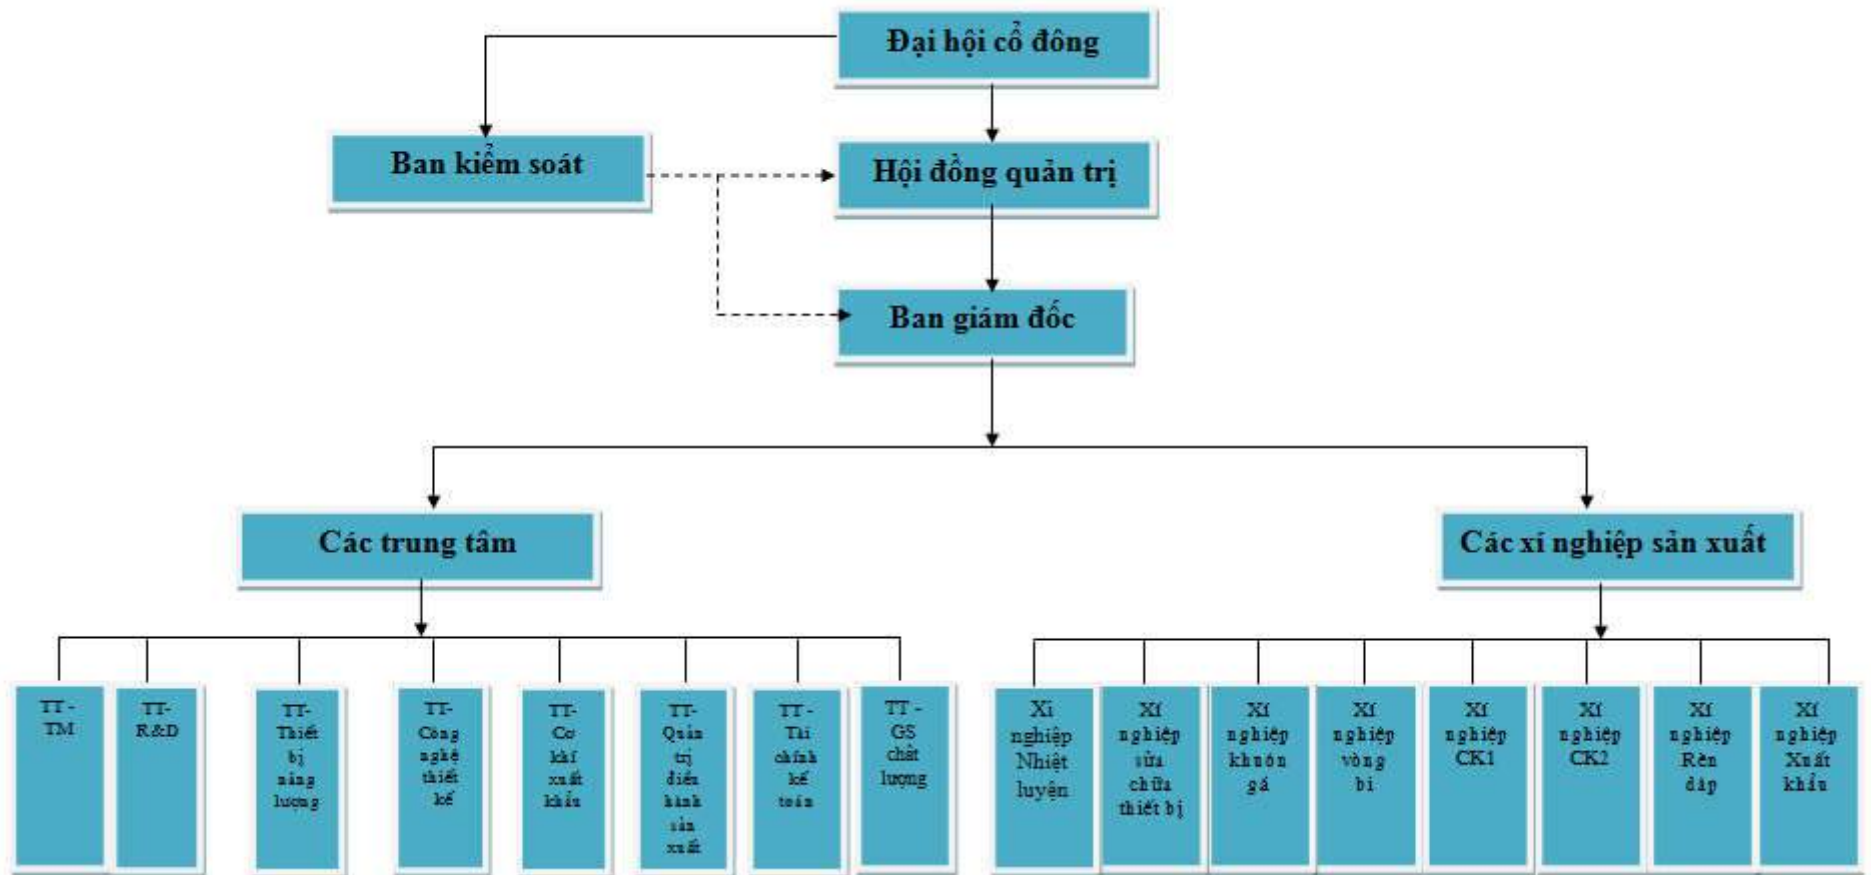 Đại hội cổ đông
Ban kiểm soát
Hội đồng quản trị
Ban giám đốc
Các trung tâm
Các xí nghiệp sản xuất
TT -
TM
TT-
R&D
TT-
Thiết
bị
năng
lượng
TT-
Công
nghệ
thiết
kế
TT-
Cơ
khí
xuất
khẩu
TT-
Quản
trị
điều
hành
sản
xuất
TT -
Tài
chính
kế
toán
TT -
GS
chất
lượng
Xí
nghiệp
Nhiệt
luyện
Xí
nghiệp
sửa
chữa
thiết bị
Xí
nghiệp
khuôn
gá
Xí
nghiệp
vòng
bi
Xí
nghiệp
CK1
Xí
nghiệp
CK2
Xí
nghiệp
Rèn
dập
Xí
nghiệp
Xuất
khẩu